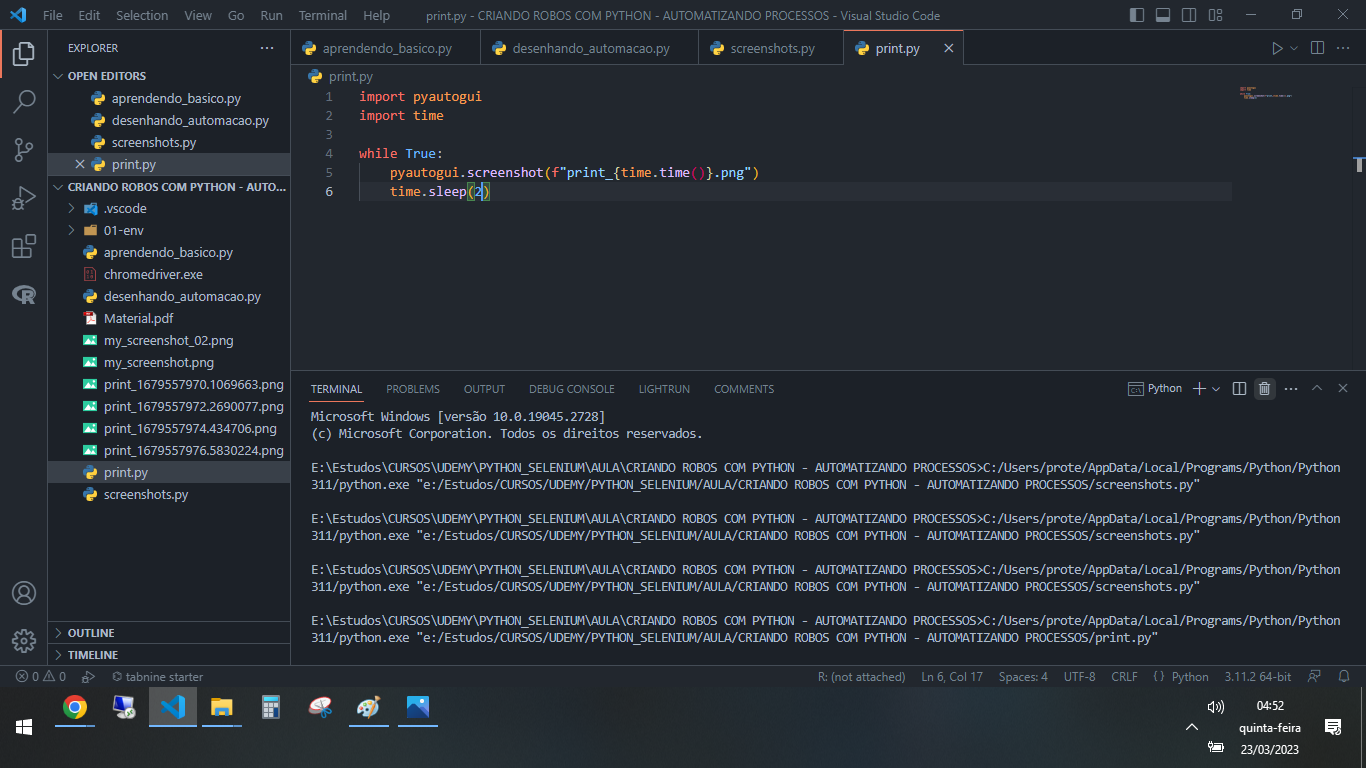 File Edit Selection View Go Run Terminal Help print.py - CRIANDO ROBOS COM PYTHON - AUTOMATIZANDO PROCESSOS - Visual Studio Code
EXPLORER
OPEN EDITORS
aprendendo_basico.py
desenhando_automacao.py
screenshots.py
print.py
CRIANDO ROBOS COM PYTHON - AUTO...
.vscode
01-env
aprendendo_basico.py
chromedriver.exe
desenhando_automacao.py
Material.pdf
my_screenshot_02.png
my_screenshot.png
print_1679557970.1069663.png
print_1679557972.2690077.png
print_1679557974.434706.png
print_1679557976.5830224.png
print.py
screenshots.py
OUTLINE
TIMELINE
aprendendo_basico.py desenhando_automacao.py screenshots.py print.py
print.py
1 import pyautogui
2 import time
3
4 while True:
5 pyautogui.screenshot(f"print_{time.time()}.png")
6 time.sleep(2)
TERMINAL PROBLEMS OUTPUT DEBUG CONSOLE LIGHTRUN COMMENTS Python
Microsoft Windows [versão 10.0.19045.2728]
(c) Microsoft Corporation. Todos os direitos reservados.
E:\Estudos\CURSOS\UDEMY\PYTHON_SELENIUM\AULA\CRIANDO ROBOS COM PYTHON - AUTOMATIZANDO PROCESSOS>C:/Users/prote/AppData/Local/Programs/Python/Python
311/python.exe "e:/Estudos/CURSOS/UDEMY/PYTHON_SELENIUM/AULA/CRIANDO ROBOS COM PYTHON - AUTOMATIZANDO PROCESSOS/screenshots.py"
E:\Estudos\CURSOS\UDEMY\PYTHON_SELENIUM\AULA\CRIANDO ROBOS COM PYTHON - AUTOMATIZANDO PROCESSOS>C:/Users/prote/AppData/Local/Programs/Python/Python
311/python.exe "e:/Estudos/CURSOS/UDEMY/PYTHON_SELENIUM/AULA/CRIANDO ROBOS COM PYTHON - AUTOMATIZANDO PROCESSOS/screenshots.py"
E:\Estudos\CURSOS\UDEMY\PYTHON_SELENIUM\AULA\CRIANDO ROBOS COM PYTHON - AUTOMATIZANDO PROCESSOS>C:/Users/prote/AppData/Local/Programs/Python/Python
311/python.exe "e:/Estudos/CURSOS/UDEMY/PYTHON_SELENIUM/AULA/CRIANDO ROBOS COM PYTHON - AUTOMATIZANDO PROCESSOS/screenshots.py"
E:\Estudos\CURSOS\UDEMY\PYTHON_SELENIUM\AULA\CRIANDO ROBOS COM PYTHON - AUTOMATIZANDO PROCESSOS>C:/Users/prote/AppData/Local/Programs/Python/Python
311/python.exe "e:/Estudos/CURSOS/UDEMY/PYTHON_SELENIUM/AULA/CRIANDO ROBOS COM PYTHON - AUTOMATIZANDO PROCESSOS/print.py"
0 0 tabnine starter R: (not attached) Ln 6, Col 17 Spaces: 4 UTF-8 CRLF { } Python 3.11.2 64-bit
04:52
quinta-feira
23/03/2023